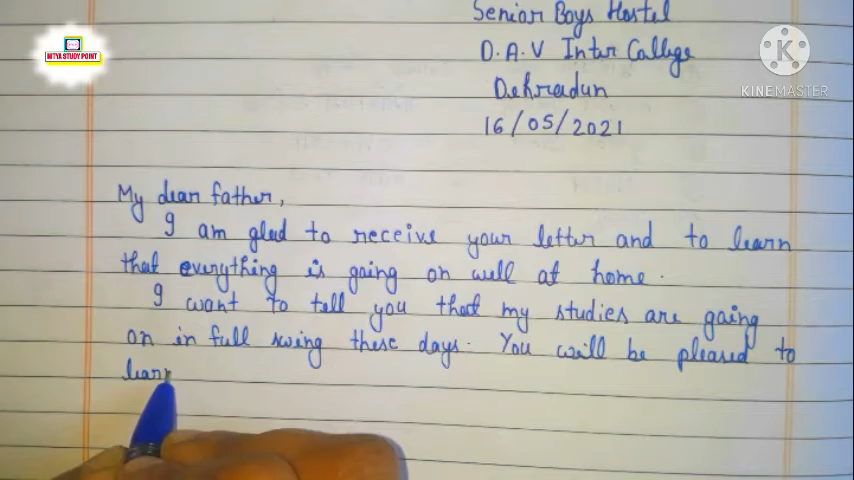 Senior Boys Hostel
D.A.V Inter College
Dehradun
16/05/2021
NITYA STUDY POINT
KINEMASTER
My dear father,
I am glad to receive your letter and to learn
that everything is going on well at home.
I want to tell you that my studies are going
on in full swing these days. You will be pleased to
learn